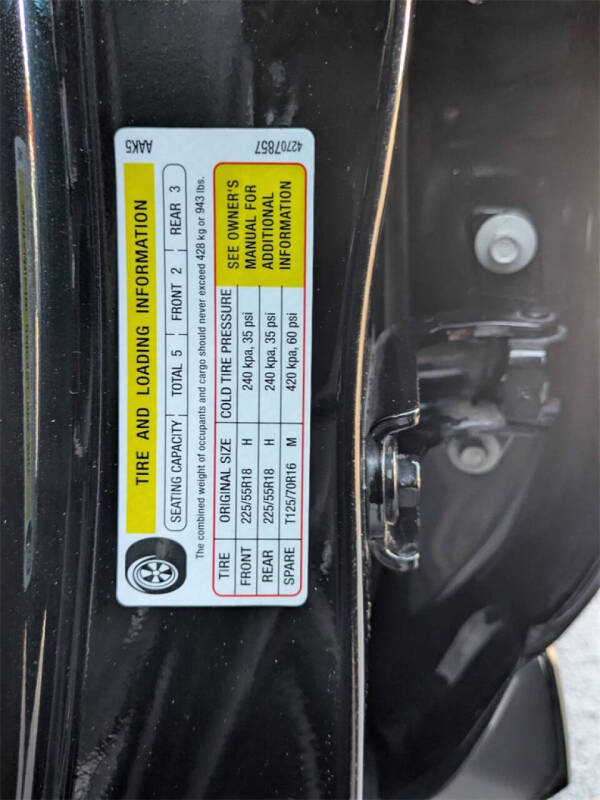 TIRE AND LOADING INFORMATION
SEATING CAPACITY TOTAL 5 FRONT 2 REAR 3
The combined weight of occupants and cargo should never exceed 428 kg or 943 lbs.
TIRE ORIGINAL SIZE COLD TIRE PRESSURE
FRONT 225/55R18 H 240 kpa, 35 psi
REAR 225/55R18 H 240 kpa, 35 psi
SPARE T125/70R16 M 420 kpa, 60 psi
SEE OWNER'S
MANUAL FOR
ADDITIONAL
INFORMATION
AAK5
42707857